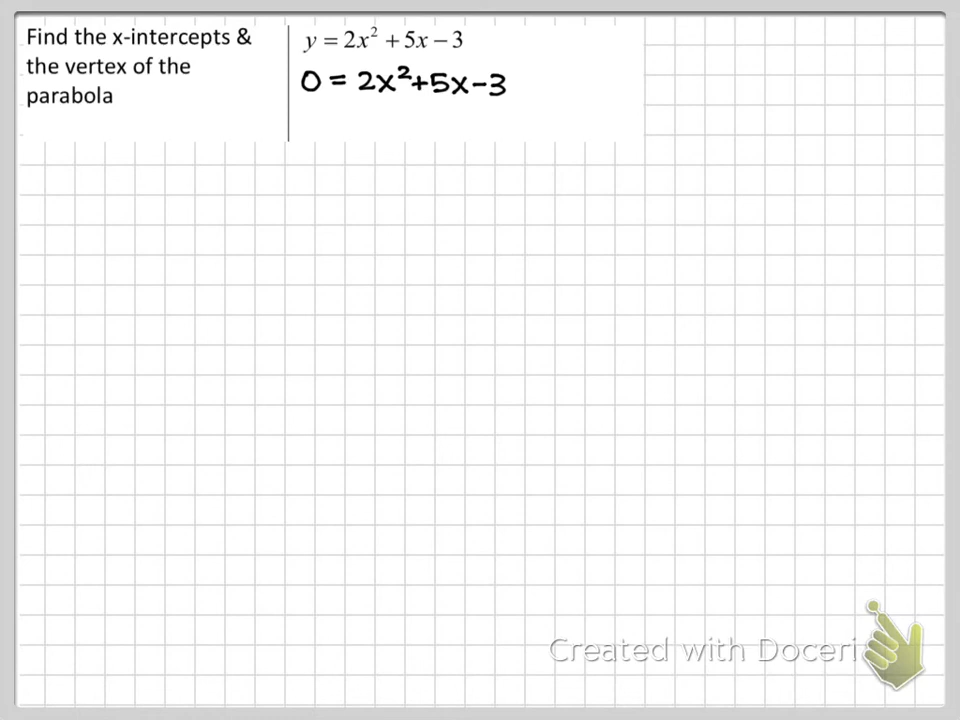 Find the x-intercepts &
the vertex of the
parabola
y = 2x² + 5x – 3
0 = 2x²+5x-3
Created with Doceri